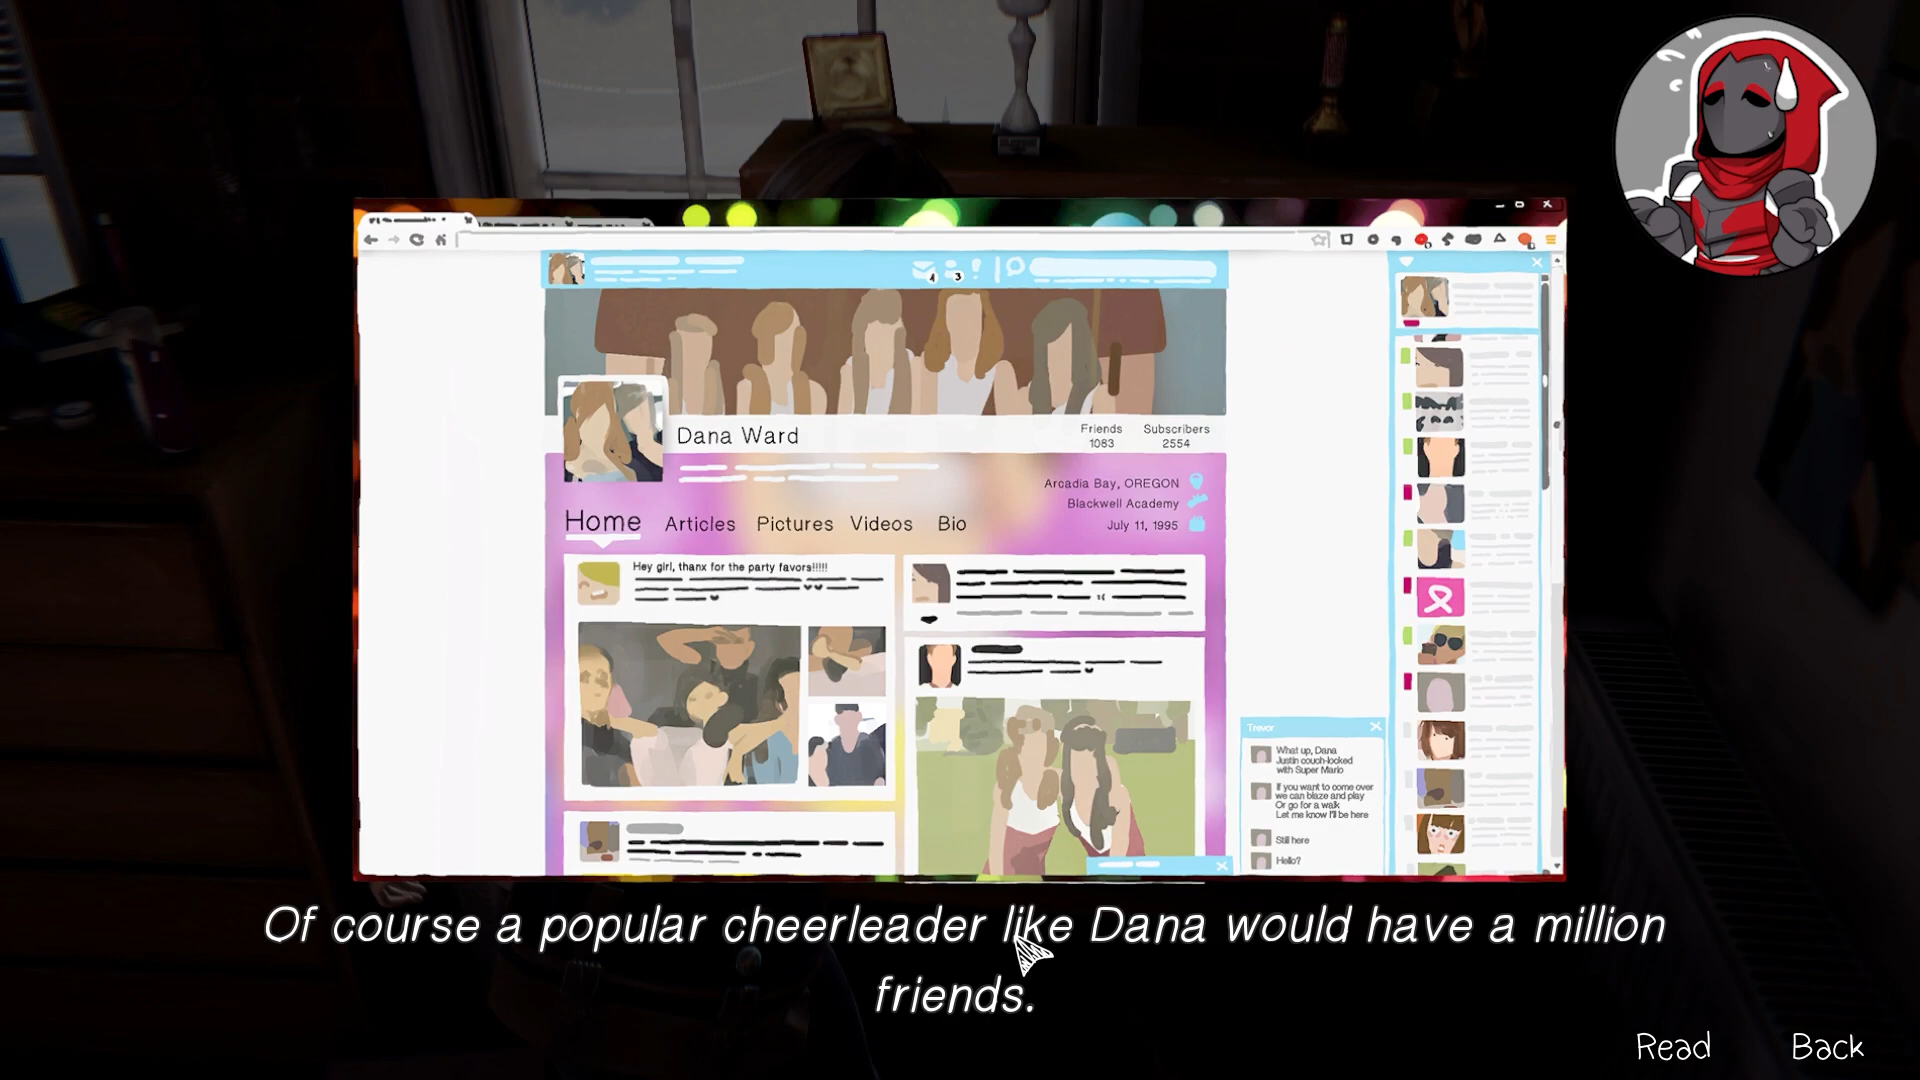 Dana Ward
Friends
1083
Subscribers
2554
Arcadia Bay, OREGON
Blackwell Academy
July 11, 1995
Home Articles Pictures Videos Bio
Hey girl, thanx for the party favors!!!!!
Trevor
What up, Dana
Justin couch-locked
with Super Mario
If you want to come over
we can blaze and play
Or go for a walk
Let me know I'll be here
Still here
Hello?
Of course a popular cheerleader like Dana would have a million
friends.
Read Back